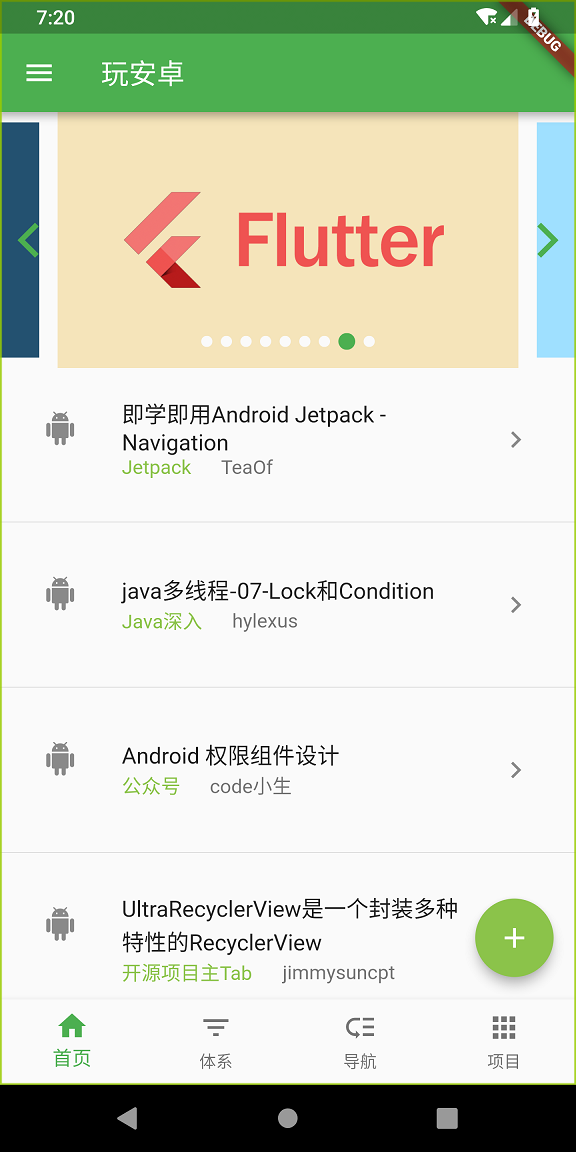 7:20
DEBUG
玩安卓
Flutter
即学即用Android Jetpack -
Navigation
Jetpack TeaOf
java多线程-07-Lock和Condition
Java深入 hylexus
Android 权限组件设计
公众号 code小生
UltraRecyclerView是一个封装多种
特性的RecyclerView
开源项目主Tab jimmysuncpt
首页 体系 导航 项目